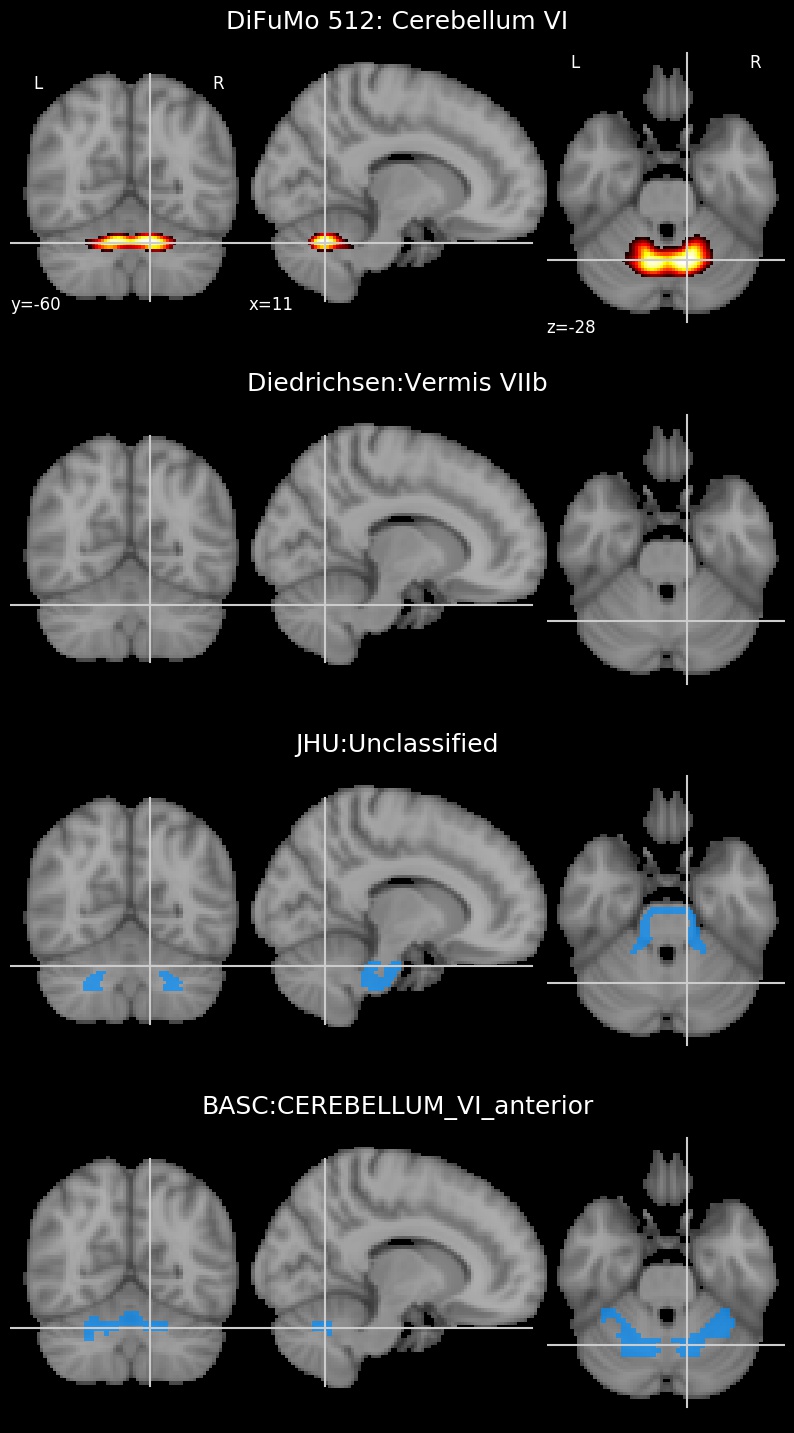 DiFuMo 512: Cerebellum VI
L R
L R
y=-60
x=11
z=-28
Diedrichsen:Vermis VIIb
JHU:Unclassified
BASC:CEREBELLUM_VI_anterior